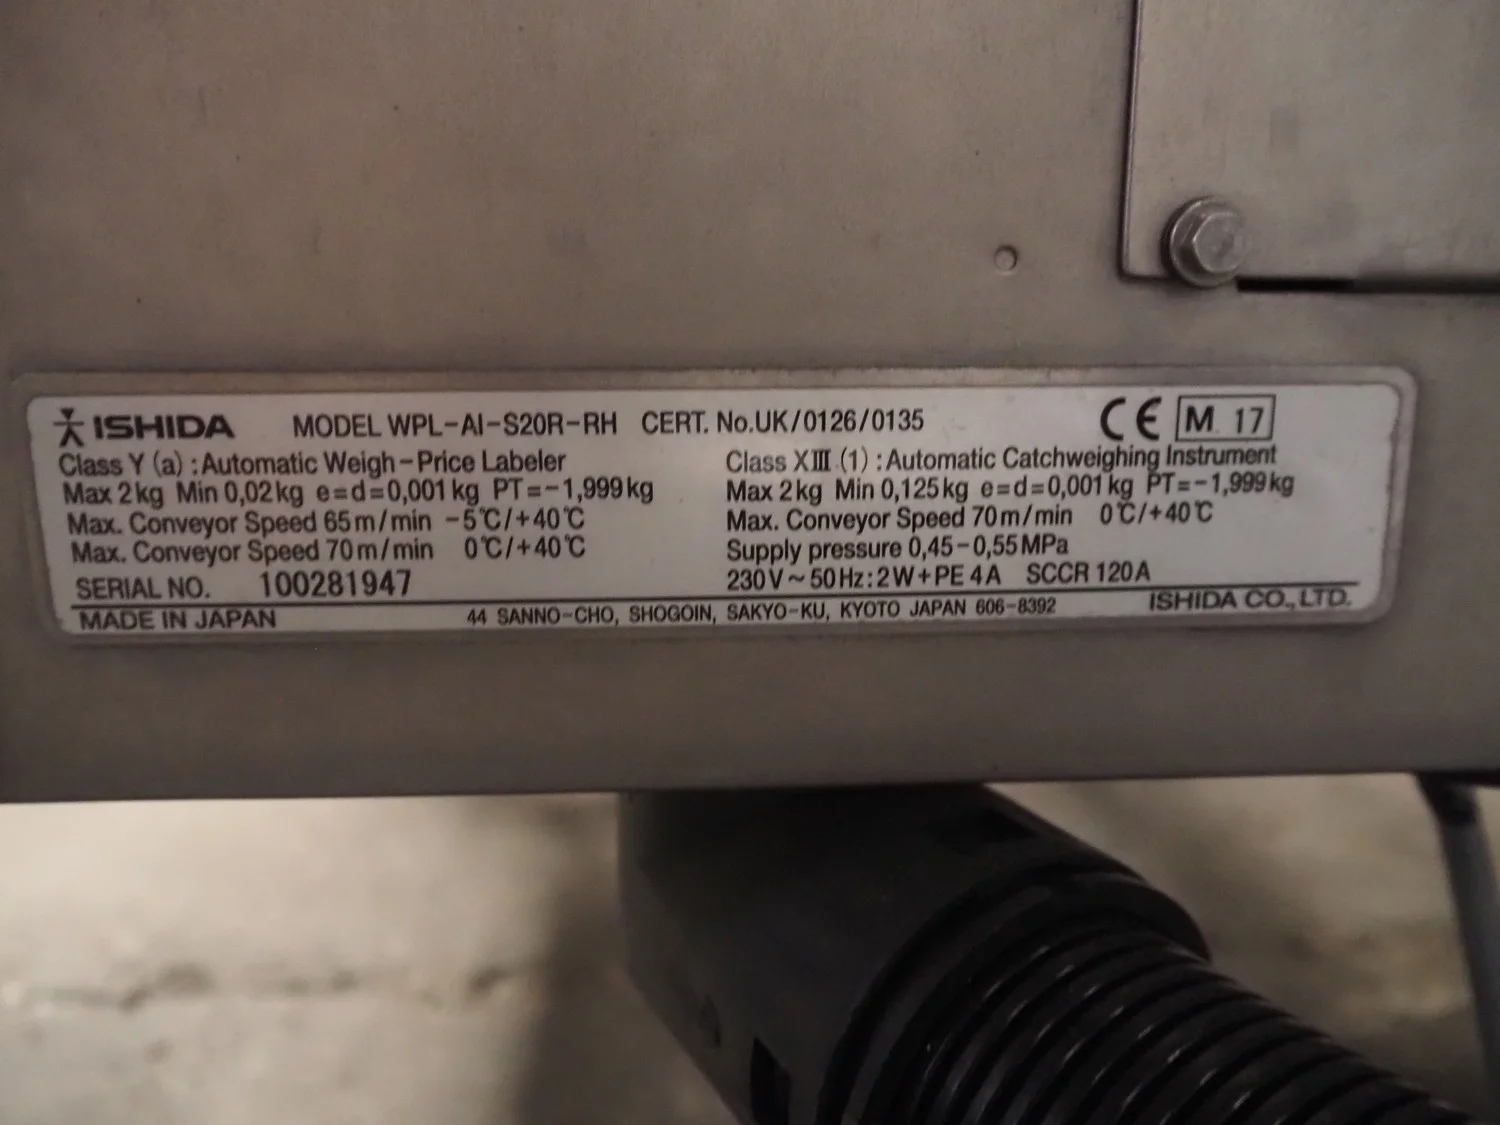 ISHIDA MODEL WPL-AI-S20R-RH CERT. No.UK/0126/0135 CE M 17
Class Y (a) : Automatic Weigh-Price Labeler
Max 2kg Min 0,02kg e=d=0,001kg PT=-1,999kg
Max. Conveyor Speed 65m/min -5℃/+40℃
Max. Conveyor Speed 70m/min 0℃/+40℃
SERIAL NO. 100281947
Class XIII (1) : Automatic Catchweighing Instrument
Max 2kg Min 0,125kg e=d=0,001kg PT=-1,999kg
Max. Conveyor Speed 70m/min 0℃/+40℃
Supply pressure 0,45-0,55MPa
230V~50Hz:2W+PE 4A SCCR 120A
ISHIDA CO., LTD.
MADE IN JAPAN 44 SANNO-CHO, SHOGOIN, SAKYO-KU, KYOTO JAPAN 606-8392